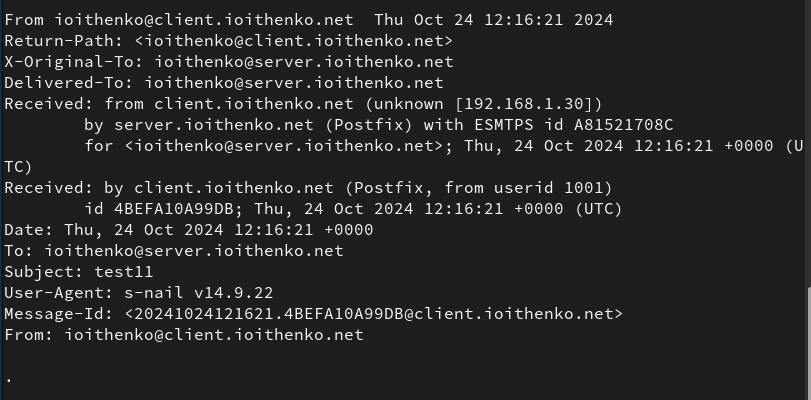 From ioithenko@client.ioithenko.net  Thu Oct 24 12:16:21 2024
Return-Path: <ioithenko@client.ioithenko.net>
X-Original-To: ioithenko@server.ioithenko.net
Delivered-To: ioithenko@server.ioithenko.net
Received: from client.ioithenko.net (unknown [192.168.1.30])
        by server.ioithenko.net (Postfix) with ESMTPS id A81521708C
        for <ioithenko@server.ioithenko.net>; Thu, 24 Oct 2024 12:16:21 +0000 (U
TC)
Received: by client.ioithenko.net (Postfix, from userid 1001)
        id 4BEFA10A99DB; Thu, 24 Oct 2024 12:16:21 +0000 (UTC)
Date: Thu, 24 Oct 2024 12:16:21 +0000
To: ioithenko@server.ioithenko.net
Subject: test11
User-Agent: s-nail v14.9.22
Message-Id: <20241024121621.4BEFA10A99DB@client.ioithenko.net>
From: ioithenko@client.ioithenko.net

.